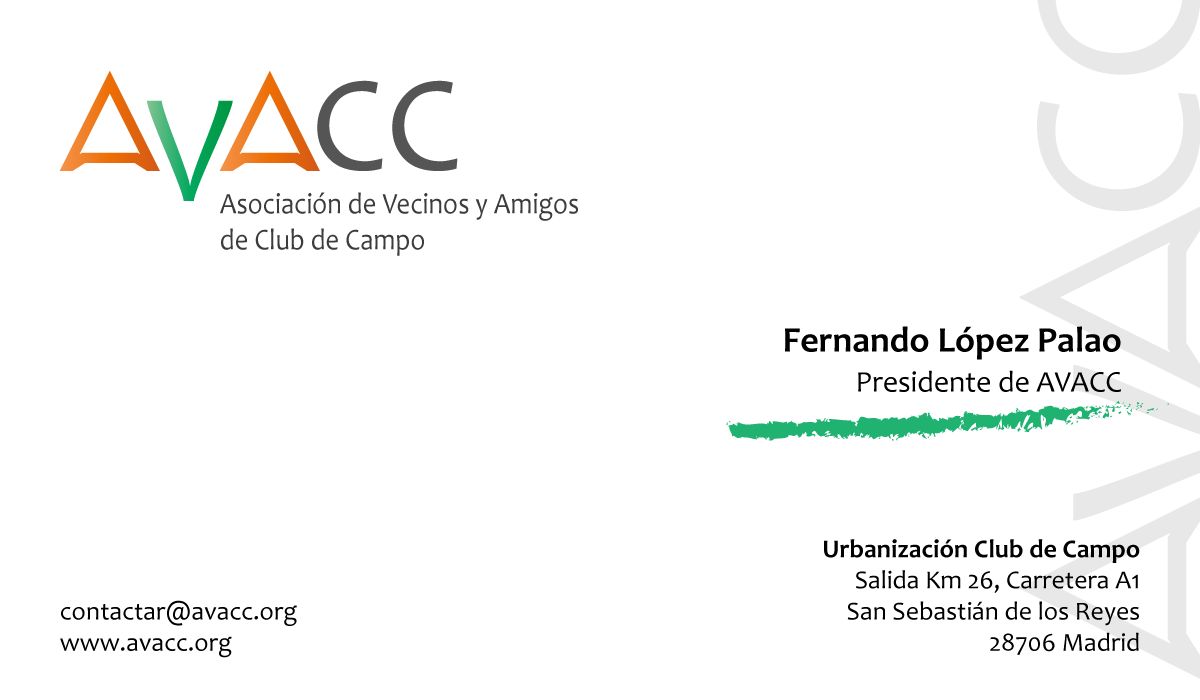 AVACC
Asociación de Vecinos y Amigos
de Club de Campo
Fernando López Palao
Presidente de AVACC
Urbanización Club de Campo
Salida Km 26, Carretera A1
San Sebastián de los Reyes
28706 Madrid
contactar@avacc.org
www.avacc.org
AVACC